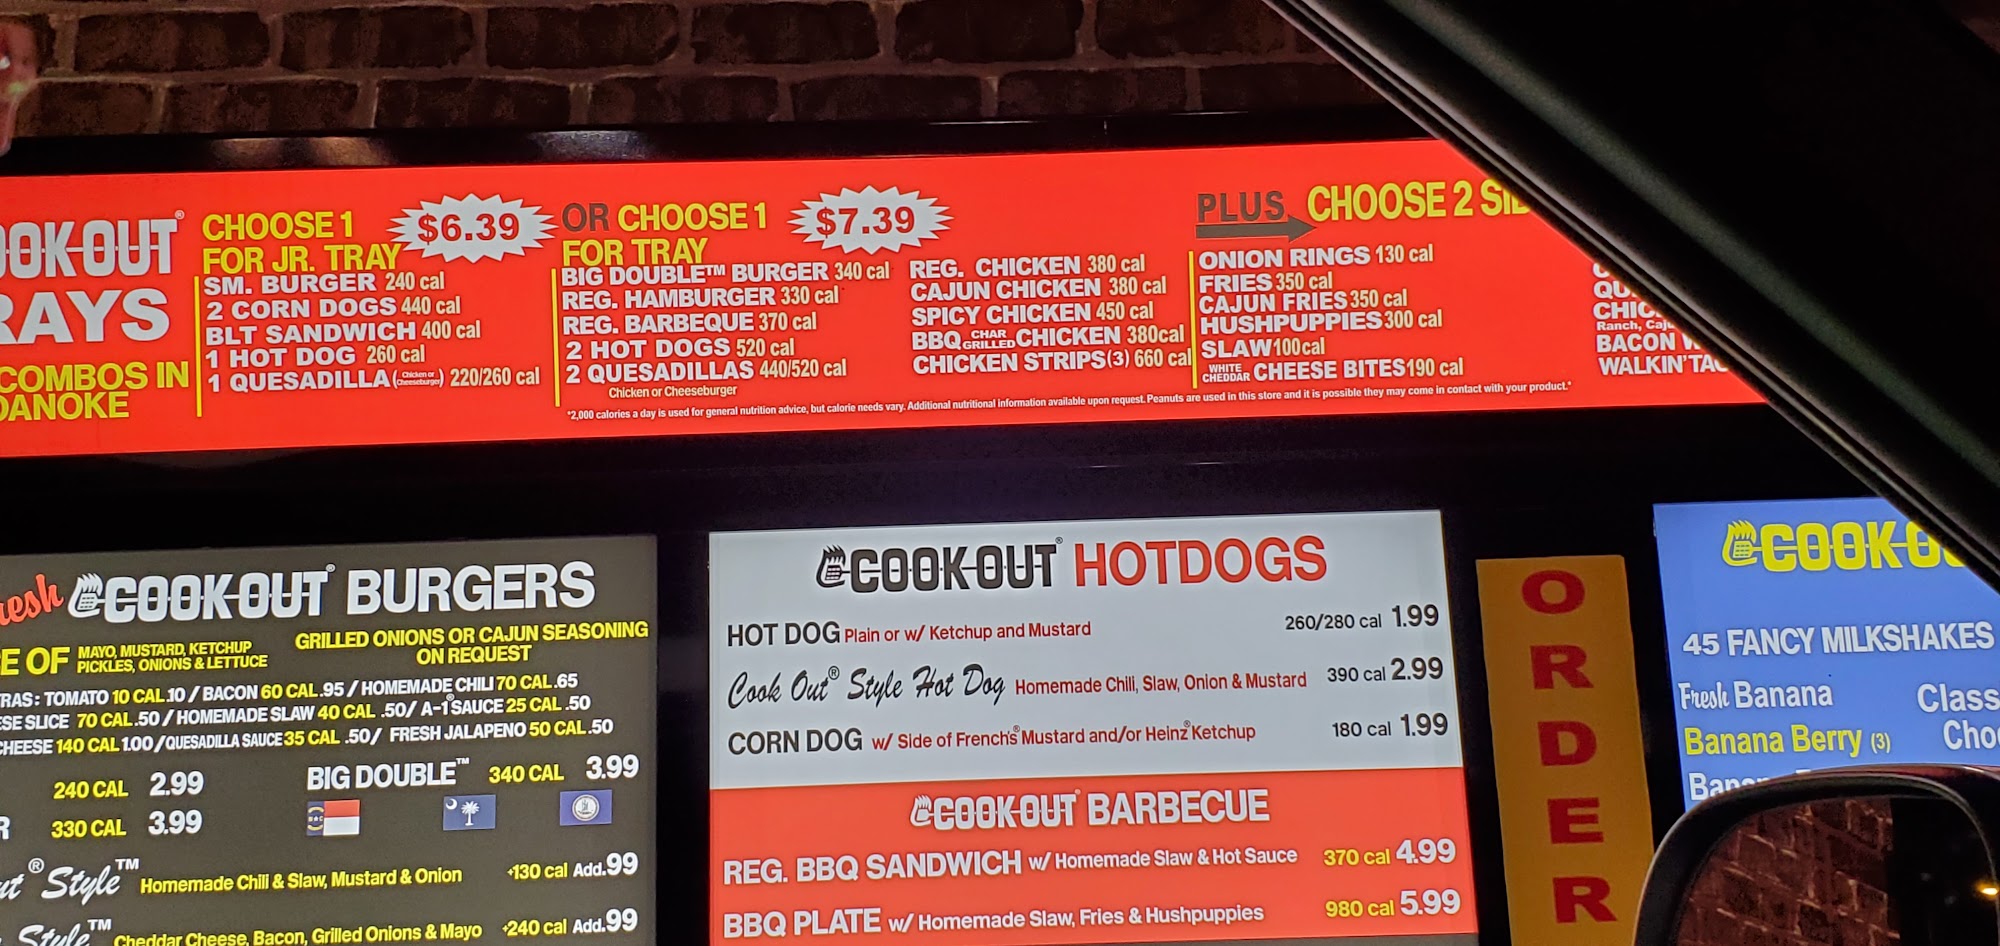 COOK OUT®
TRAYS
COMBOS IN
ROANOKE
CHOOSE 1
FOR JR. TRAY
$6.39
SM. BURGER 240 cal
2 CORN DOGS 440 cal
BLT SANDWICH 400 cal
1 HOT DOG 260 cal
1 QUESADILLA (Chicken or Cheeseburger) 220/260 cal
OR CHOOSE 1
FOR TRAY
$7.39
BIG DOUBLE™ BURGER 340 cal
REG. HAMBURGER 330 cal
REG. BARBEQUE 370 cal
2 HOT DOGS 520 cal
2 QUESADILLAS 440/520 cal
Chicken or Cheeseburger
REG. CHICKEN 380 cal
CAJUN CHICKEN 380 cal
SPICY CHICKEN 450 cal
BBQ CHAR GRILLED CHICKEN 380cal
CHICKEN STRIPS (3) 660 cal
PLUS CHOOSE 2
ONION RINGS 130 cal
FRIES 350 cal
CAJUN FRIES 350 cal
HUSHPUPPIES 300 cal
SLAW 100cal
WHITE CHEDDAR CHEESE BITES 190 cal
Ranch,
BACON
WALKIN'
*2,000 calories a day is used for general nutrition advice, but calorie needs vary. Additional nutritional information available upon request. Peanuts are used in this store and it is possible they may come in contact with your product.*
Fresh COOK OUT® BURGERS
OF MAYO, MUSTARD, KETCHUP
PICKLES, ONIONS & LETTUCE
GRILLED ONIONS OR CAJUN SEASONING
ON REQUEST
TOMATO 10 CAL .10 / BACON 60 CAL .95 / HOMEMADE CHILI 70 CAL .65
SLICE 70 CAL .50 / HOMEMADE SLAW 40 CAL .50 / A-1® SAUCE 25 CAL .50
CHEESE 140 CAL 1.00 / QUESADILLA SAUCE 35 CAL .50 / FRESH JALAPENO 50 CAL .50
240 CAL 2.99
330 CAL 3.99
BIG DOUBLE™ 340 CAL 3.99
® Style™ Homemade Chili & Slaw, Mustard & Onion +130 cal Add .99
Style™ Cheddar Cheese, Bacon, Grilled Onions & Mayo +240 cal Add .99
COOK OUT® HOTDOGS
HOT DOG Plain or w/ Ketchup and Mustard 260/280 cal 1.99
Cook Out® Style Hot Dog Homemade Chili, Slaw, Onion & Mustard 390 cal 2.99
CORN DOG w/ Side of French's® Mustard and/or Heinz® Ketchup 180 cal 1.99
COOK OUT® BARBECUE
REG. BBQ SANDWICH w/ Homemade Slaw & Hot Sauce 370 cal 4.99
BBQ PLATE w/ Homemade Slaw, Fries & Hushpuppies 980 cal 5.99
ORDER
COOK OUT
45 FANCY MILKSHAKES
Fresh Banana
Banana Berry (3)